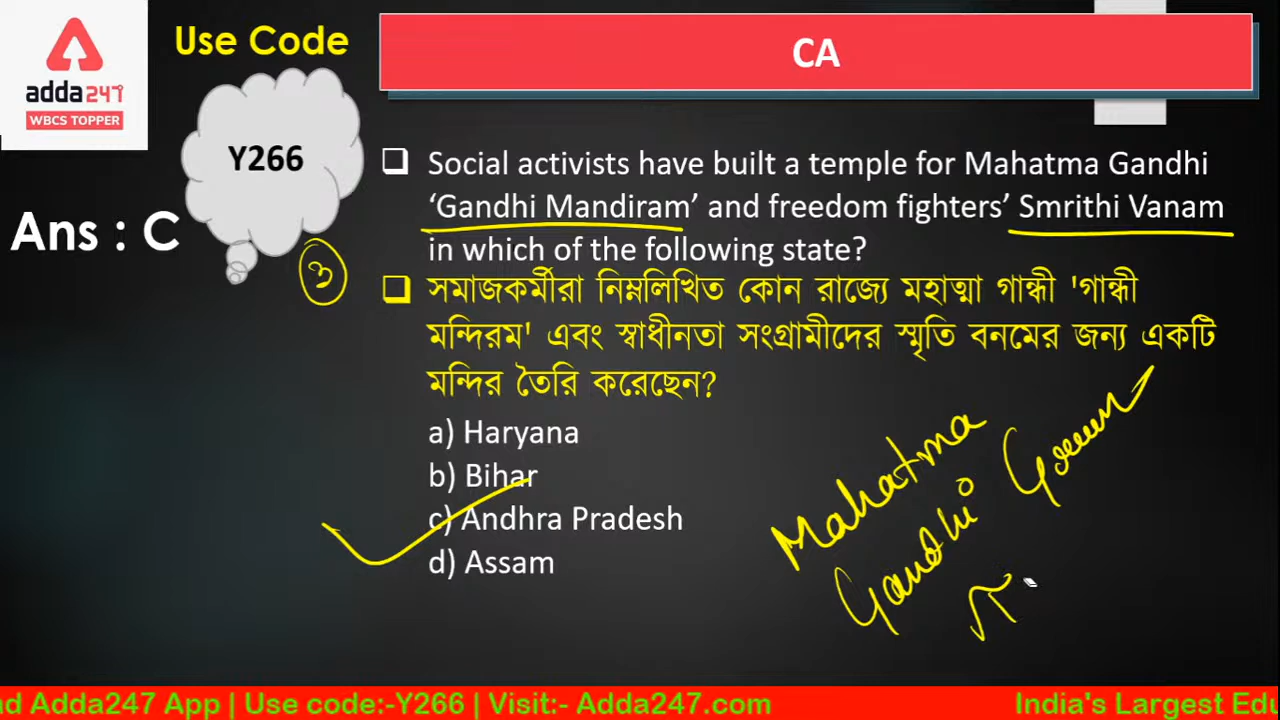 Use Code
CA
adda247
WBCS TOPPER
Y266
Ans : C
❑ Social activists have built a temple for Mahatma Gandhi
‘Gandhi Mandiram’ and freedom fighters’ Smrithi Vanam
in which of the following state?
❑ সমাজকর্মীরা নিম্নলিখিত কোন রাজ্যে মহাত্মা গান্ধী 'গান্ধী
মন্দিরম' এবং স্বাধীনতা সংগ্রামীদের স্মৃতি বনমের জন্য একটি
মন্দির তৈরি করেছেন?
a) Haryana
b) Bihar
c) Andhra Pradesh
d) Assam
Mahatma
Gandhi Green
ad Adda247 App | Use code:-Y266 | Visit:- Adda247.com
India's Largest Edu